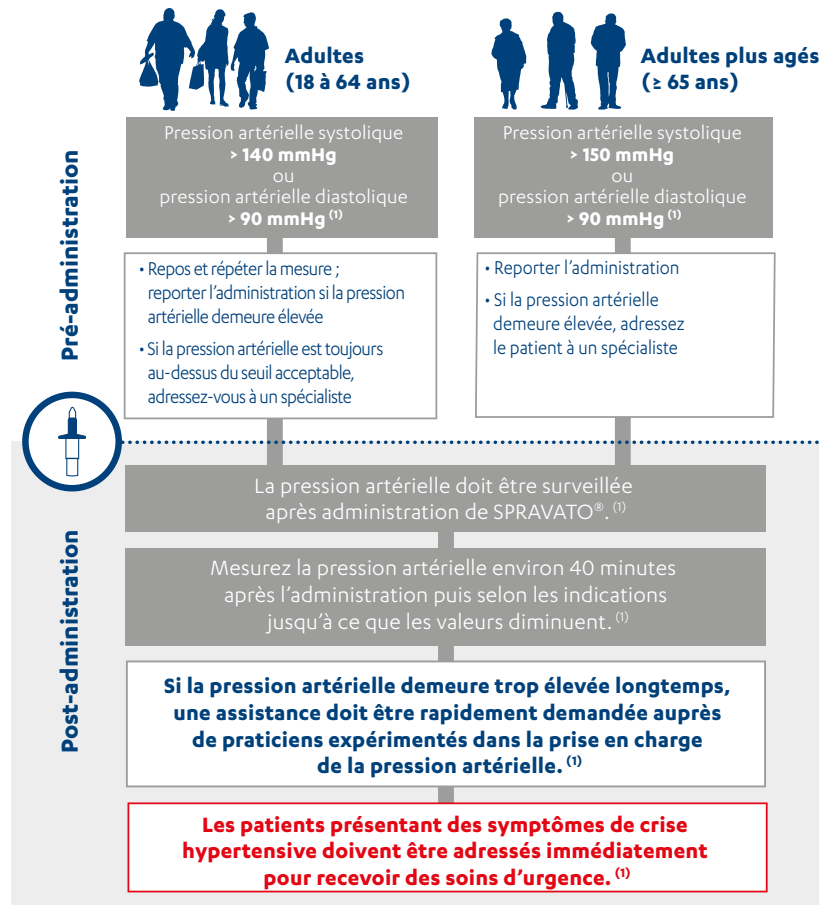 Adultes
(18 à 64 ans)
Adultes plus agés
(≥ 65 ans)
Pré-administration
Pression artérielle systolique
> 140 mmHg
ou
pression artérielle diastolique
> 90 mmHg (1)
Pression artérielle systolique
> 150 mmHg
ou
pression artérielle diastolique
> 90 mmHg (1)
• Repos et répéter la mesure ;
reporter l'administration si la pression
artérielle demeure élevée
• Si la pression artérielle est toujours
au-dessus du seuil acceptable,
adressez-vous à un spécialiste
• Reporter l'administration
• Si la pression artérielle
demeure élevée, adressez
le patient à un spécialiste
Post-administration
La pression artérielle doit être surveillée
après administration de SPRAVATO®. (1)
Mesurez la pression artérielle environ 40 minutes
après l'administration puis selon les indications
jusqu'à ce que les valeurs diminuent. (1)
Si la pression artérielle demeure trop élevée longtemps,
une assistance doit être rapidement demandée auprès
de praticiens expérimentés dans la prise en charge
de la pression artérielle. (1)
Les patients présentant des symptômes de crise
hypertensive doivent être adressés immédiatement
pour recevoir des soins d'urgence. (1)